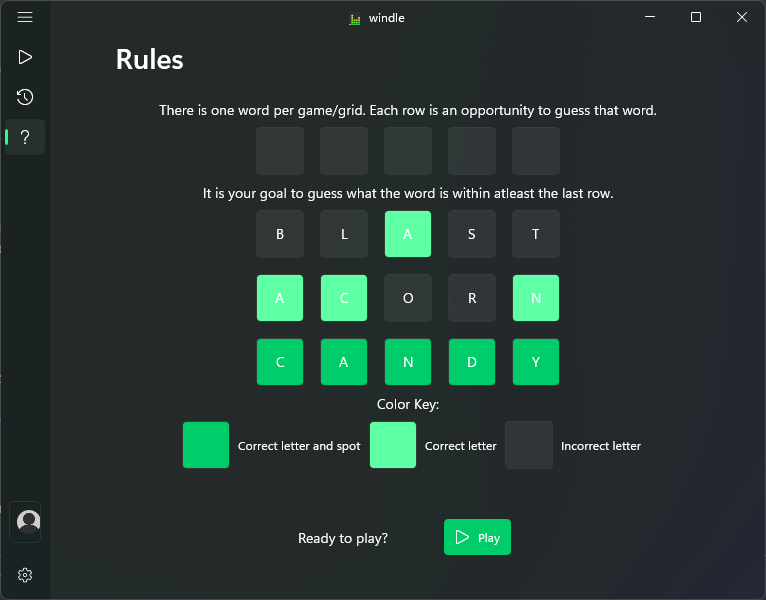 windle
Rules
There is one word per game/grid. Each row is an opportunity to guess that word.
It is your goal to guess what the word is within atleast the last row.
B L A S T
A C O R N
C A N D Y
Color Key:
Correct letter and spot Correct letter Incorrect letter
Ready to play? Play